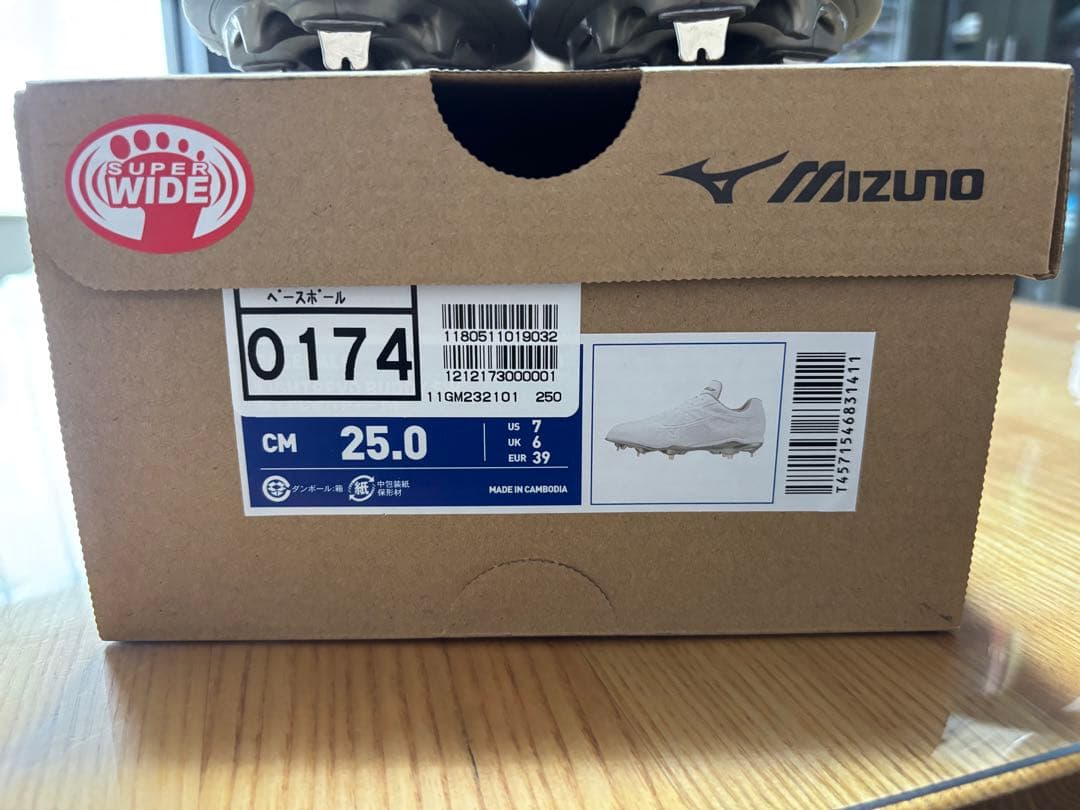 SUPER
WIDE
MIZUNO
ベースボール
0174
1180511019032
1212173000001
11GM232101 250
CM 25.0
US 7
UK 6
EUR 39
ダンボール:箱
紙
中包装紙
保形材
MADE IN CAMBODIA
T4571546831411